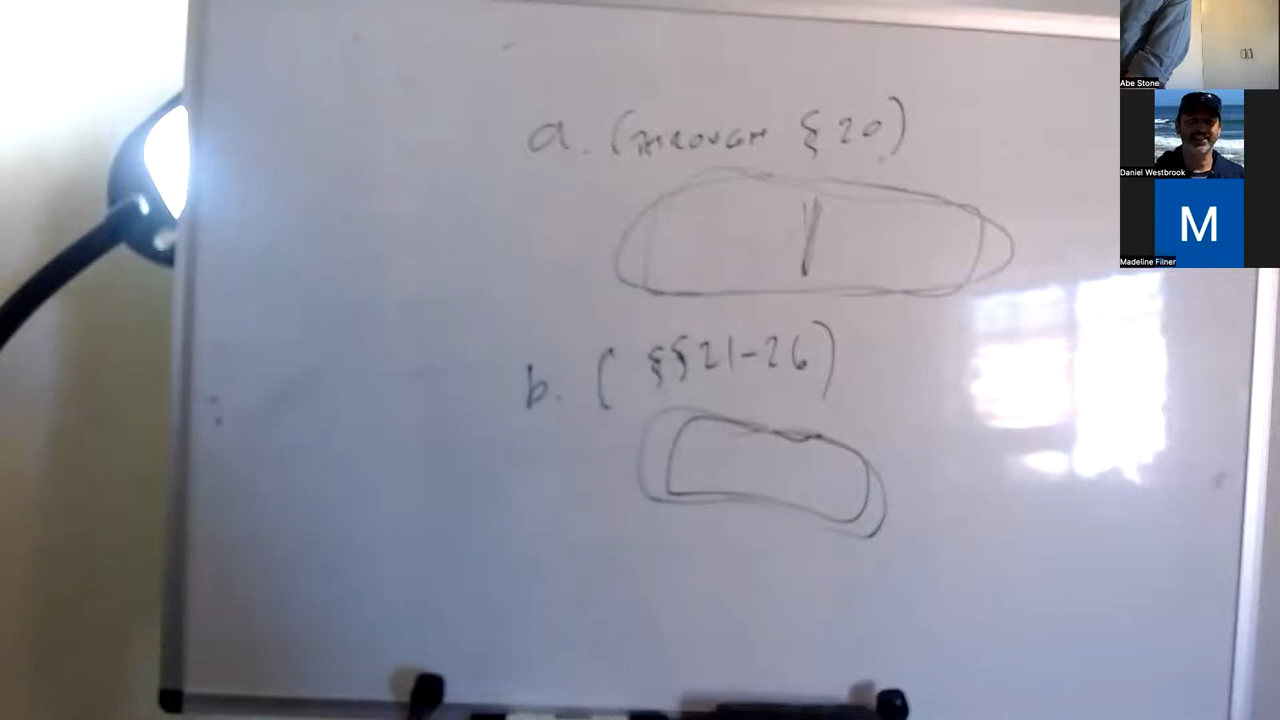 a. (THROUGH § 20)
b. (§§ 21-26)
Abe Stone
Daniel Westbrook
M
Madeline Filner